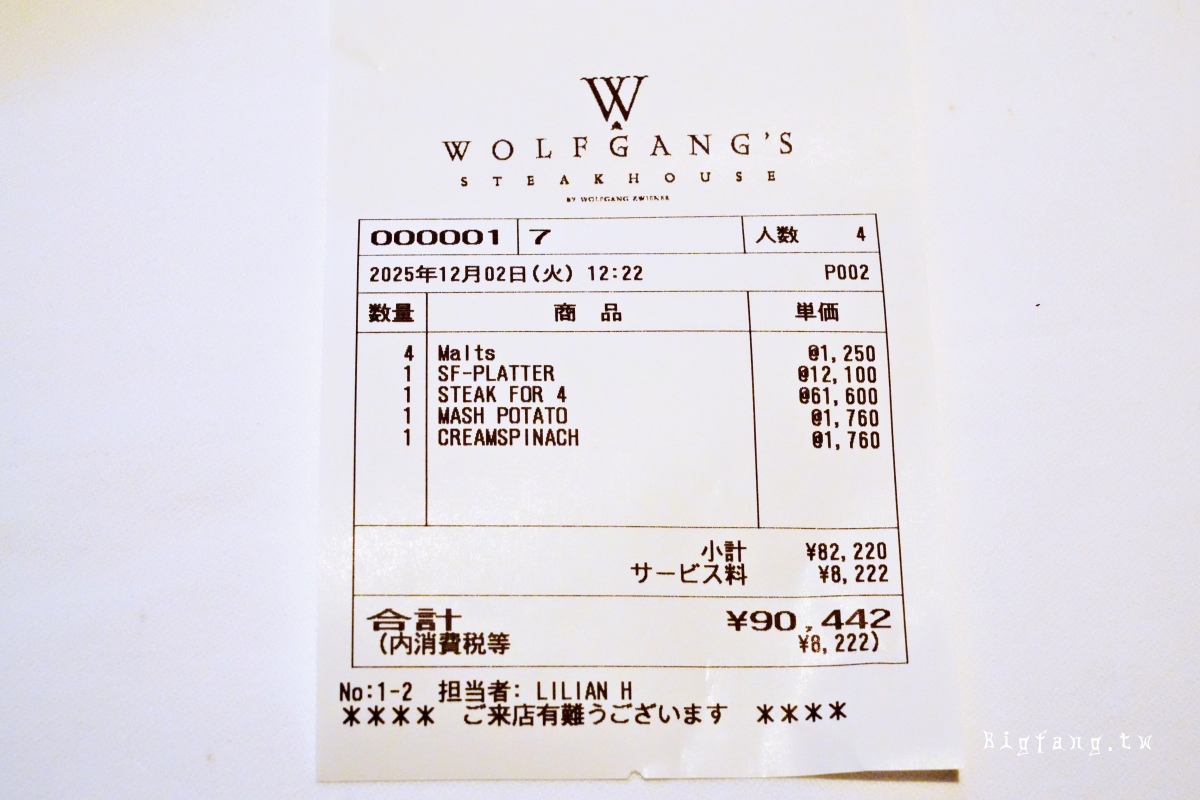 W
WOLFGANG'S
STEAKHOUSE
BY WOLFGANG ZWIENER
000001 7 人数 4
2025年12月02日(火) 12:22 P002
数量 商 品 単価
4 Malts @1,250
1 SF-PLATTER @12,100
1 STEAK FOR 4 @61,600
1 MASH POTATO @1,760
1 CREAMSPINACH @1,760
小計 ¥82,220
サービス料 ¥8,222
合計 ¥90,442
(内消費税等 ¥8,222)
No:1-2 担当者: LILIAN H
**** ご来店有難うございます ****
Bigfang.tw